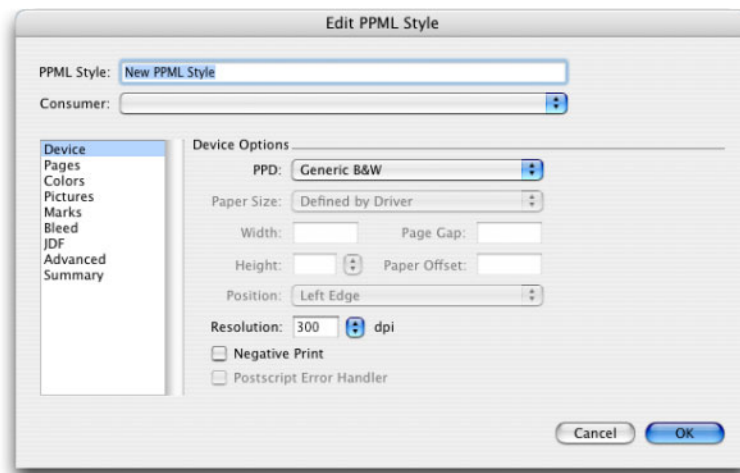 Edit PPML Style
PPML Style: New PPML Style
Consumer:
Device
Pages
Colors
Pictures
Marks
Bleed
JDF
Advanced
Summary
Device Options
PPD: Generic B&W
Paper Size: Defined by Driver
Width: Page Gap:
Height: Paper Offset:
Position: Left Edge
Resolution: 300 dpi
Negative Print
Postscript Error Handler
Cancel OK